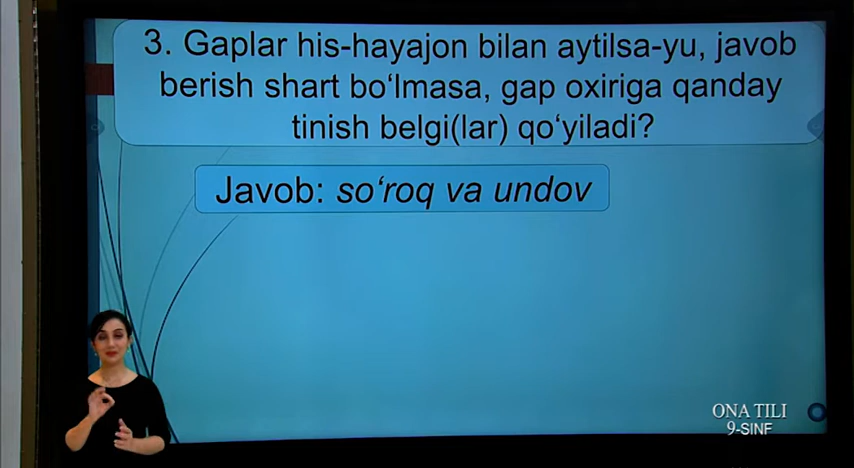 3. Gaplar his-hayajon bilan aytilsa-yu, javob
berish shart bo‘lmasa, gap oxiriga qanday
tinish belgi(lar) qo‘yiladi?
Javob: so‘roq va undov
ONA TILI
9-SINF